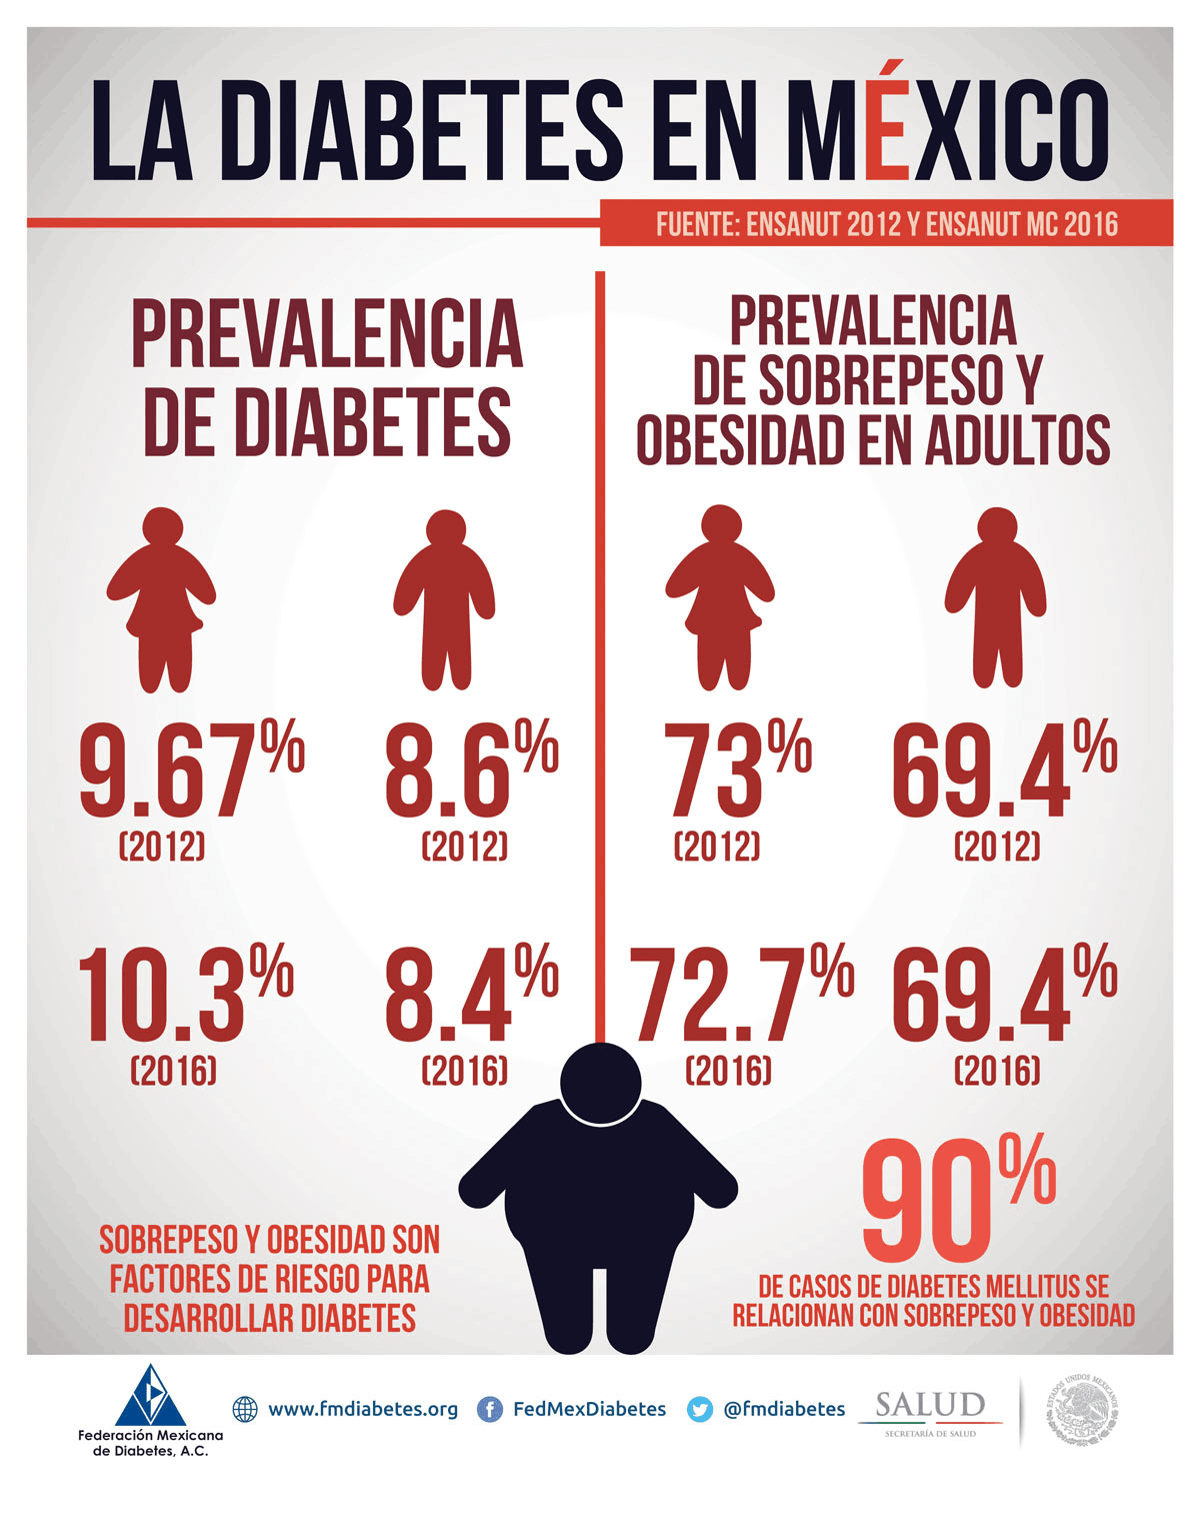 LA DIABETES EN MÉXICO
FUENTE: ENSANUT 2012 Y ENSANUT MC 2016
PREVALENCIA
DE DIABETES
9.67%
(2012)
8.6%
(2012)
10.3%
(2016)
8.4%
(2016)
PREVALENCIA
DE SOBREPESO Y
OBESIDAD EN ADULTOS
73%
(2012)
69.4%
(2012)
72.7%
(2016)
69.4%
(2016)
SOBREPESO Y OBESIDAD SON
FACTORES DE RIESGO PARA
DESARROLLAR DIABETES
90%
DE CASOS DE DIABETES MELLITUS SE
RELACIONAN CON SOBREPESO Y OBESIDAD
Federación Mexicana
de Diabetes, A.C.
www.fmdiabetes.org
FedMexDiabetes
@fmdiabetes
SALUD
SECRETARÍA DE SALUD
ESTADOS UNIDOS MEXICANOS